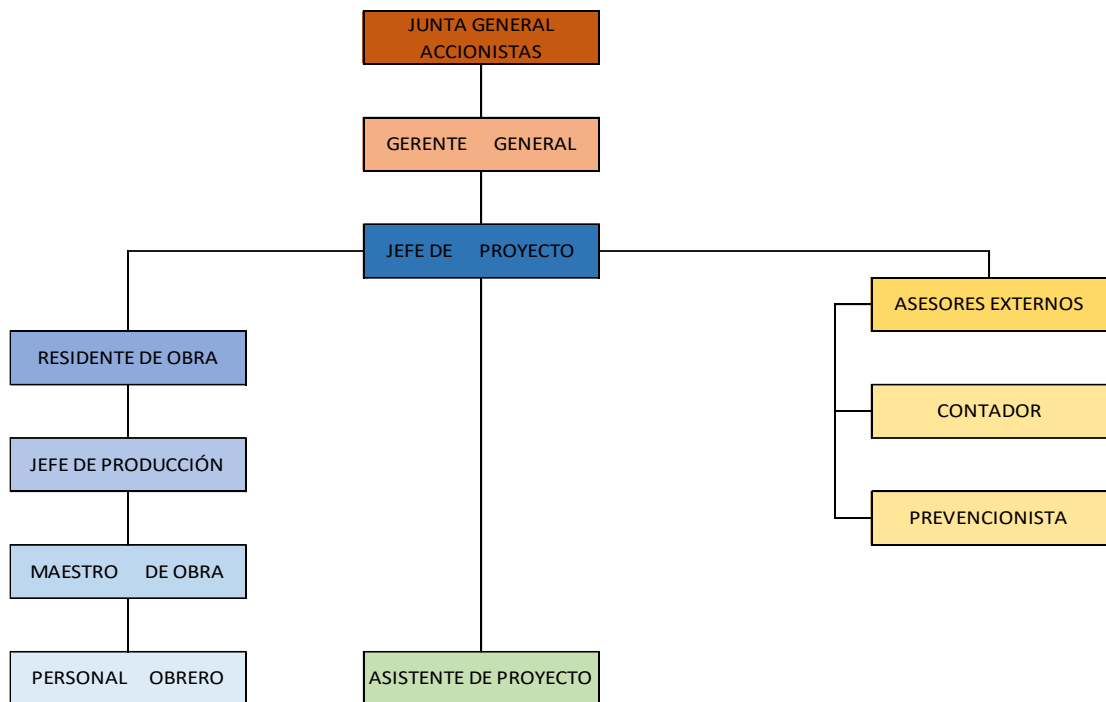 JUNTA GENERAL
ACCIONISTAS
GERENTE GENERAL
JEFE DE PROYECTO
ASESORES EXTERNOS
RESIDENTE DE OBRA
CONTADOR
JEFE DE PRODUCCIÓN
PREVENCIONISTA
MAESTRO DE OBRA
PERSONAL OBRERO
ASISTENTE DE PROYECTO